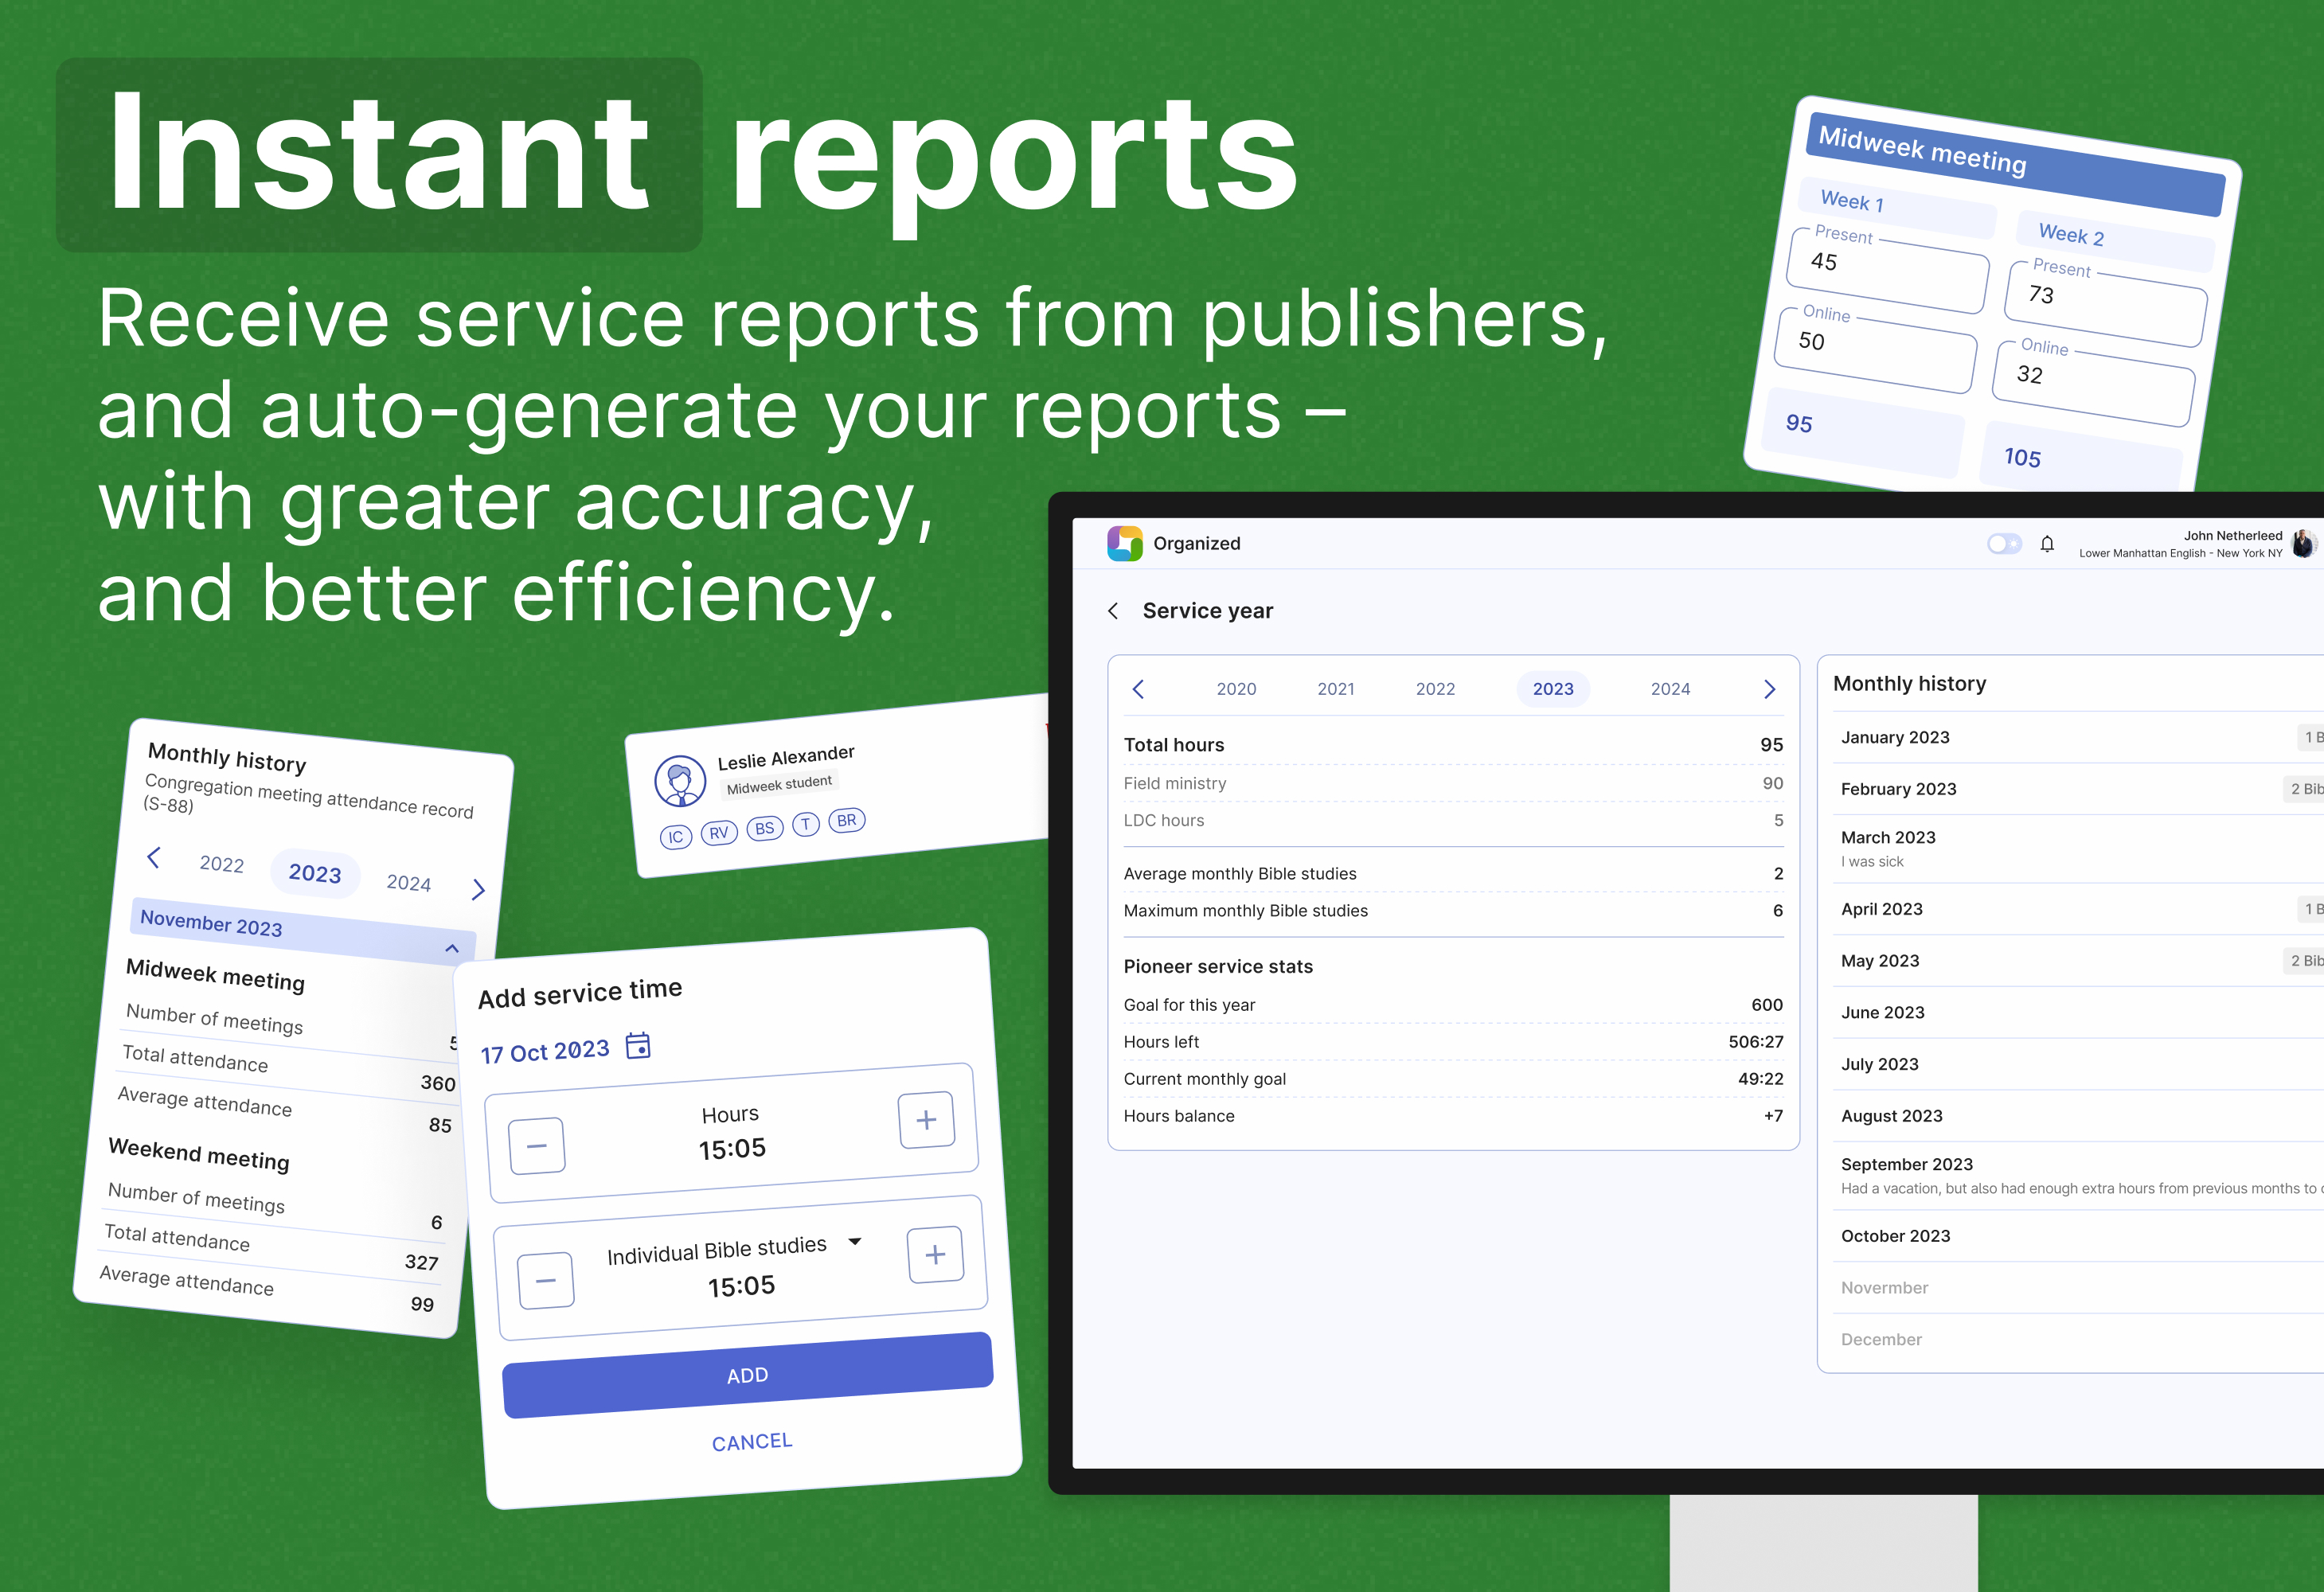 Instant reports
Receive service reports from publishers,
and auto-generate your reports –
with greater accuracy,
and better efficiency.
Midweek meeting
Week 1
Week 2
Present
45
Present
73
Online
50
Online
32
95
105
Monthly history
Congregation meeting attendance record
(S-88)
2022 2023 2024
November 2023
Midweek meeting
Number of meetings 5
Total attendance 360
Average attendance 85
Weekend meeting
Number of meetings 6
Total attendance 327
Average attendance 99
Leslie Alexander
Midweek student
IC RV BS T BR
Add service time
17 Oct 2023
Hours
15:05
Individual Bible studies
15:05
ADD
CANCEL
Organized
John Netherleed
Lower Manhattan English - New York NY
Service year
2020 2021 2022 2023 2024
Total hours 95
Field ministry 90
LDC hours 5
Average monthly Bible studies 2
Maximum monthly Bible studies 6
Pioneer service stats
Goal for this year 600
Hours left 506:27
Current monthly goal 49:22
Hours balance +7
Monthly history
January 2023 1 B
February 2023 2 Bib
March 2023
I was sick
April 2023 1 B
May 2023 2 Bib
June 2023
July 2023
August 2023
September 2023
Had a vacation, but also had enough extra hours from previous months to
October 2023
Novermber
December